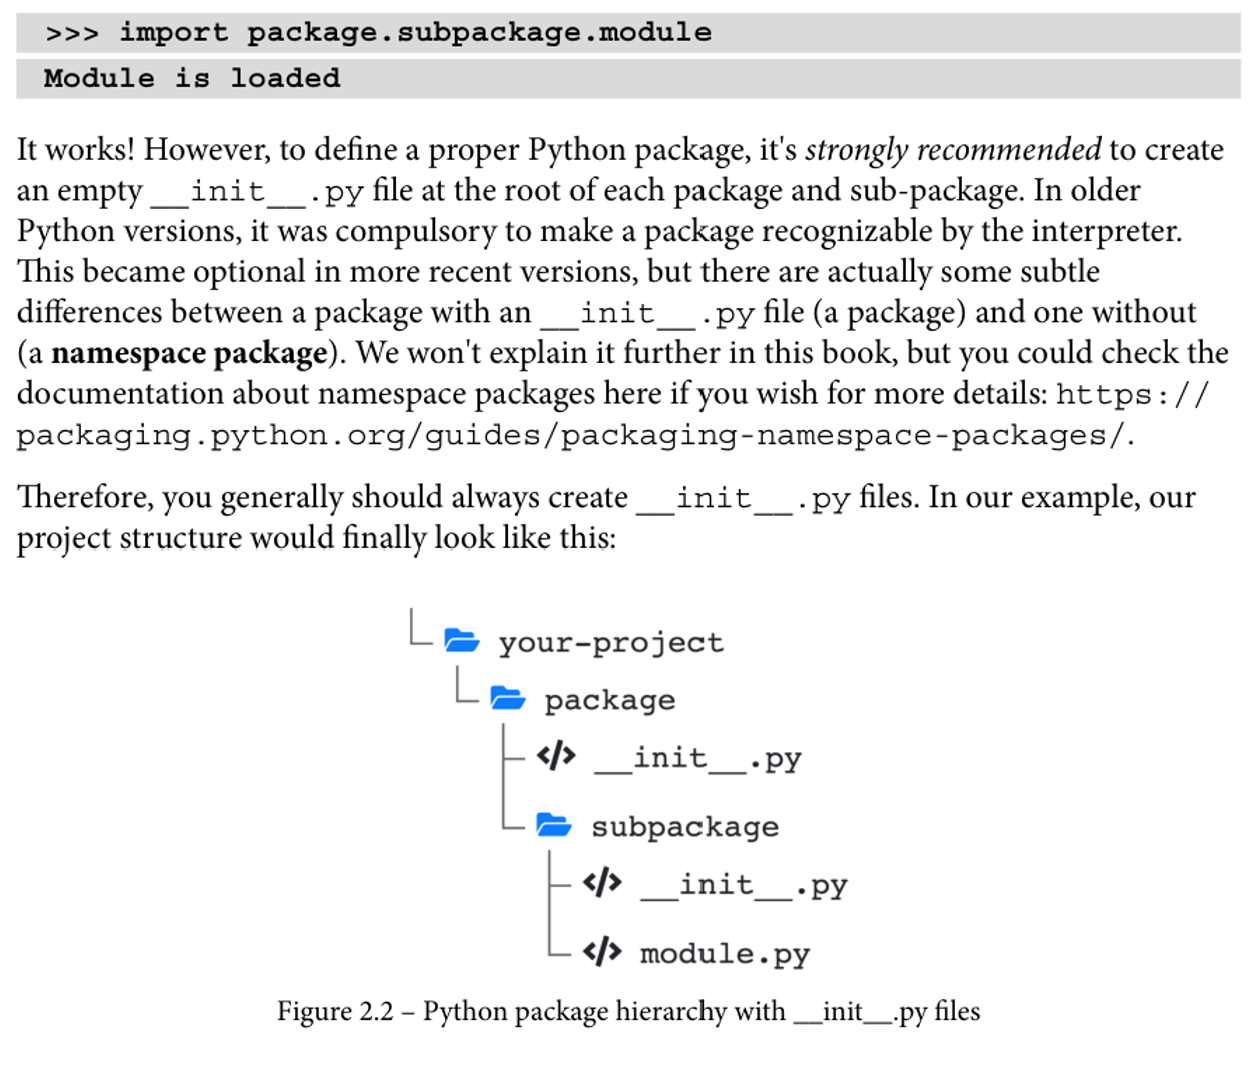 >>> import package.subpackage.module
Module is loaded
It works! However, to define a proper Python package, it's strongly recommended to create
an empty __init__.py file at the root of each package and sub-package. In older
Python versions, it was compulsory to make a package recognizable by the interpreter.
This became optional in more recent versions, but there are actually some subtle
differences between a package with an __init__.py file (a package) and one without
(a namespace package). We won't explain it further in this book, but you could check the
documentation about namespace packages here if you wish for more details: https://
packaging.python.org/guides/packaging-namespace-packages/.
Therefore, you generally should always create __init__.py files. In our example, our
project structure would finally look like this:
your-project
package
</> __init__.py
subpackage
</> __init__.py
</> module.py
Figure 2.2 – Python package hierarchy with __init__.py files